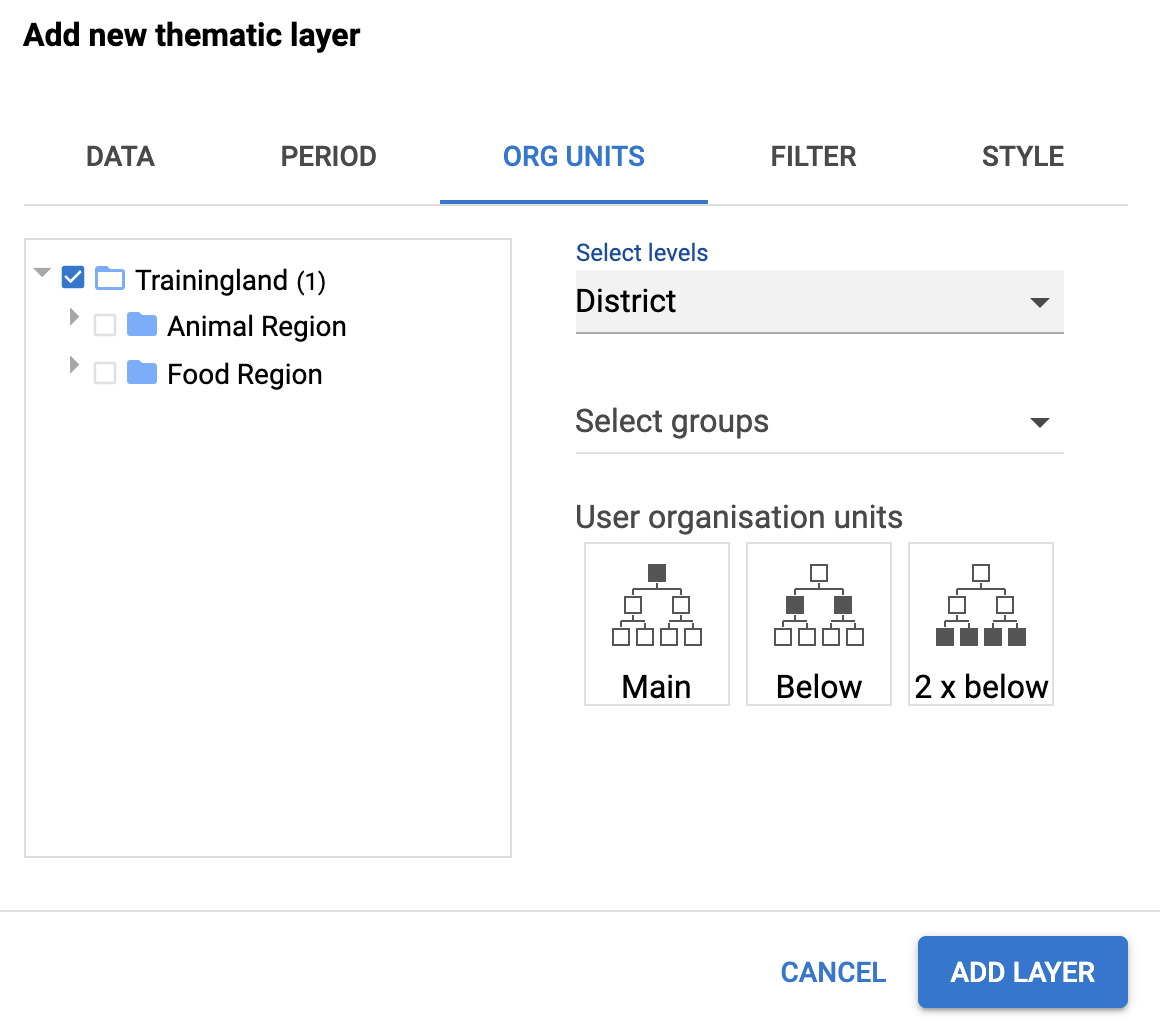 Add new thematic layer
DATA PERIOD ORG UNITS FILTER STYLE
Trainingland (1)
Animal Region
Food Region
Select levels
District
Select groups
User organisation units
Main Below 2 x below
CANCEL ADD LAYER